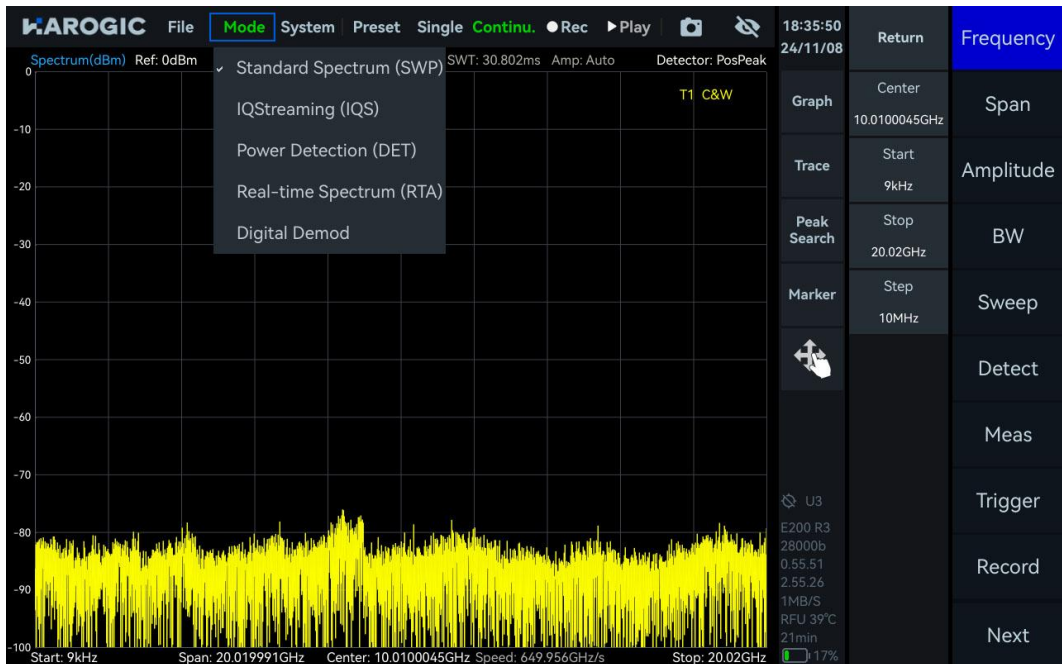 HAROGIC File Mode System Preset Single Continu. Rec Play
18:35:50
24/11/08
Spectrum(dBm) Ref: 0dBm SWT: 30.802ms Amp: Auto Detector: PosPeak
Standard Spectrum (SWP)
IQStreaming (IQS)
Power Detection (DET)
Real-time Spectrum (RTA)
Digital Demod
T1 C&W
0
-10
-20
-30
-40
-50
-60
-70
-80
-90
-100
Start: 9kHz Span: 20.019991GHz Center: 10.0100045GHz Speed: 649.956GHz/s Stop: 20.02GHz
Graph
Trace
Peak
Search
Marker
U3
E200 R3
28000b
0.55.51
2.55.26
1MB/S
RFU 39℃
21min
17%
Return
Center
10.0100045GHz
Start
9kHz
Stop
20.02GHz
Step
10MHz
Frequency
Span
Amplitude
BW
Sweep
Detect
Meas
Trigger
Record
Next